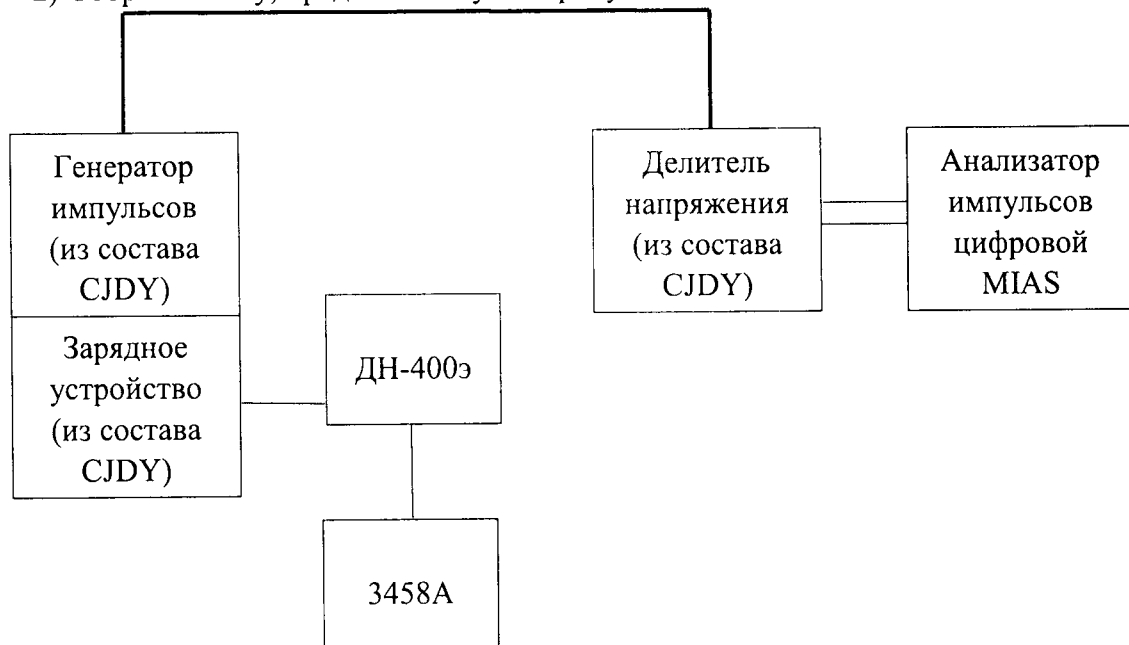 Генератор
импульсов
(из состава
CJDY)
Зарядное
устройство
(из состава
CJDY)
ДН-400э
3458А
Делитель
напряжения
(из состава
CJDY)
Анализатор
импульсов
цифровой
MIAS